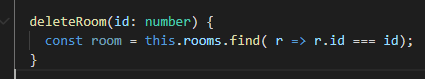 deleteRoom(id: number) {
const room = this.rooms.find( r => r.id === id);
}